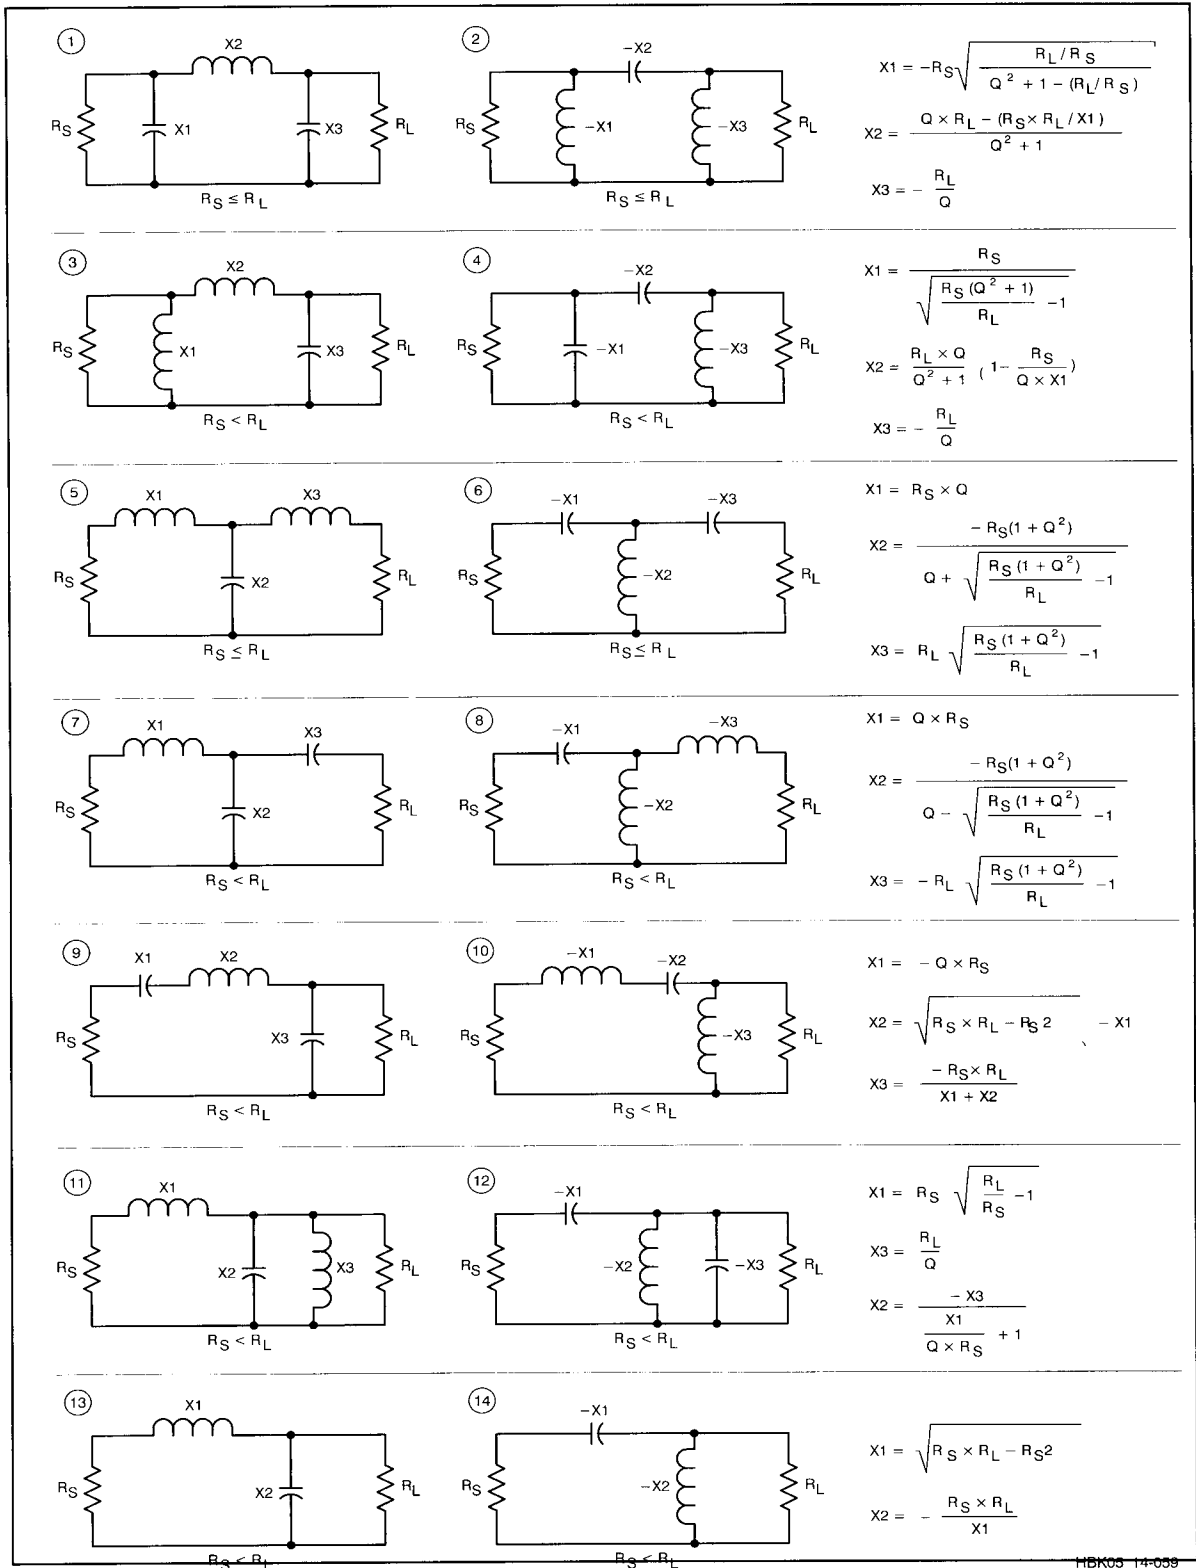 1
X2
RS
X1
X3
RL
RS ≤ RL
2
−X2
RS
−X1
−X3
RL
RS ≤ RL
X1 = −RS √( (RL / RS) / (Q² + 1 − (RL / RS)) )
X2 = (Q × RL − (RS × RL / X1)) / (Q² + 1)
X3 = − RL / Q
3
X2
RS
X1
X3
RL
RS < RL
4
−X2
RS
−X1
−X3
RL
RS < RL
X1 = RS / √( RS (Q² + 1) / RL −1 )
X2 = (RL × Q) / (Q² + 1) (1− RS / (Q × X1))
X3 = − RL / Q
5
X1
X3
RS
X2
RL
RS ≤ RL
6
−X1
−X3
RS
−X2
RL
RS ≤ RL
X1 = RS × Q
X2 = −RS(1 + Q²) / (Q + √( RS (1 + Q²) / RL −1 ))
X3 = RL √( RS (1 + Q²) / RL −1 )
7
X1
X3
RS
X2
RL
RS < RL
8
−X1
−X3
RS
−X2
RL
RS < RL
X1 = Q × RS
X2 = −RS(1 + Q²) / (Q − √( RS (1 + Q²) / RL −1 ))
X3 = −RL √( RS (1 + Q²) / RL −1 )
9
X1
X2
RS
X3
RL
RS < RL
10
−X1
−X2
RS
−X3
RL
RS < RL
X1 = −Q × RS
X2 = √( RS × RL − RS2 ) − X1
X3 = −RS × RL / (X1 + X2)
11
X1
RS
X2
X3
RL
RS < RL
12
−X1
RS
−X2
−X3
RL
RS < RL
X1 = RS √( RL / RS −1 )
X3 = RL / Q
X2 = −X3 / ( X1 / (Q × RS) + 1 )
13
X1
RS
X2
RL
RS < RL
14
−X1
RS
−X2
RL
RS < RL
X1 = √( RS × RL − RS2 )
X2 = − (RS × RL) / X1
HBK05_14-059